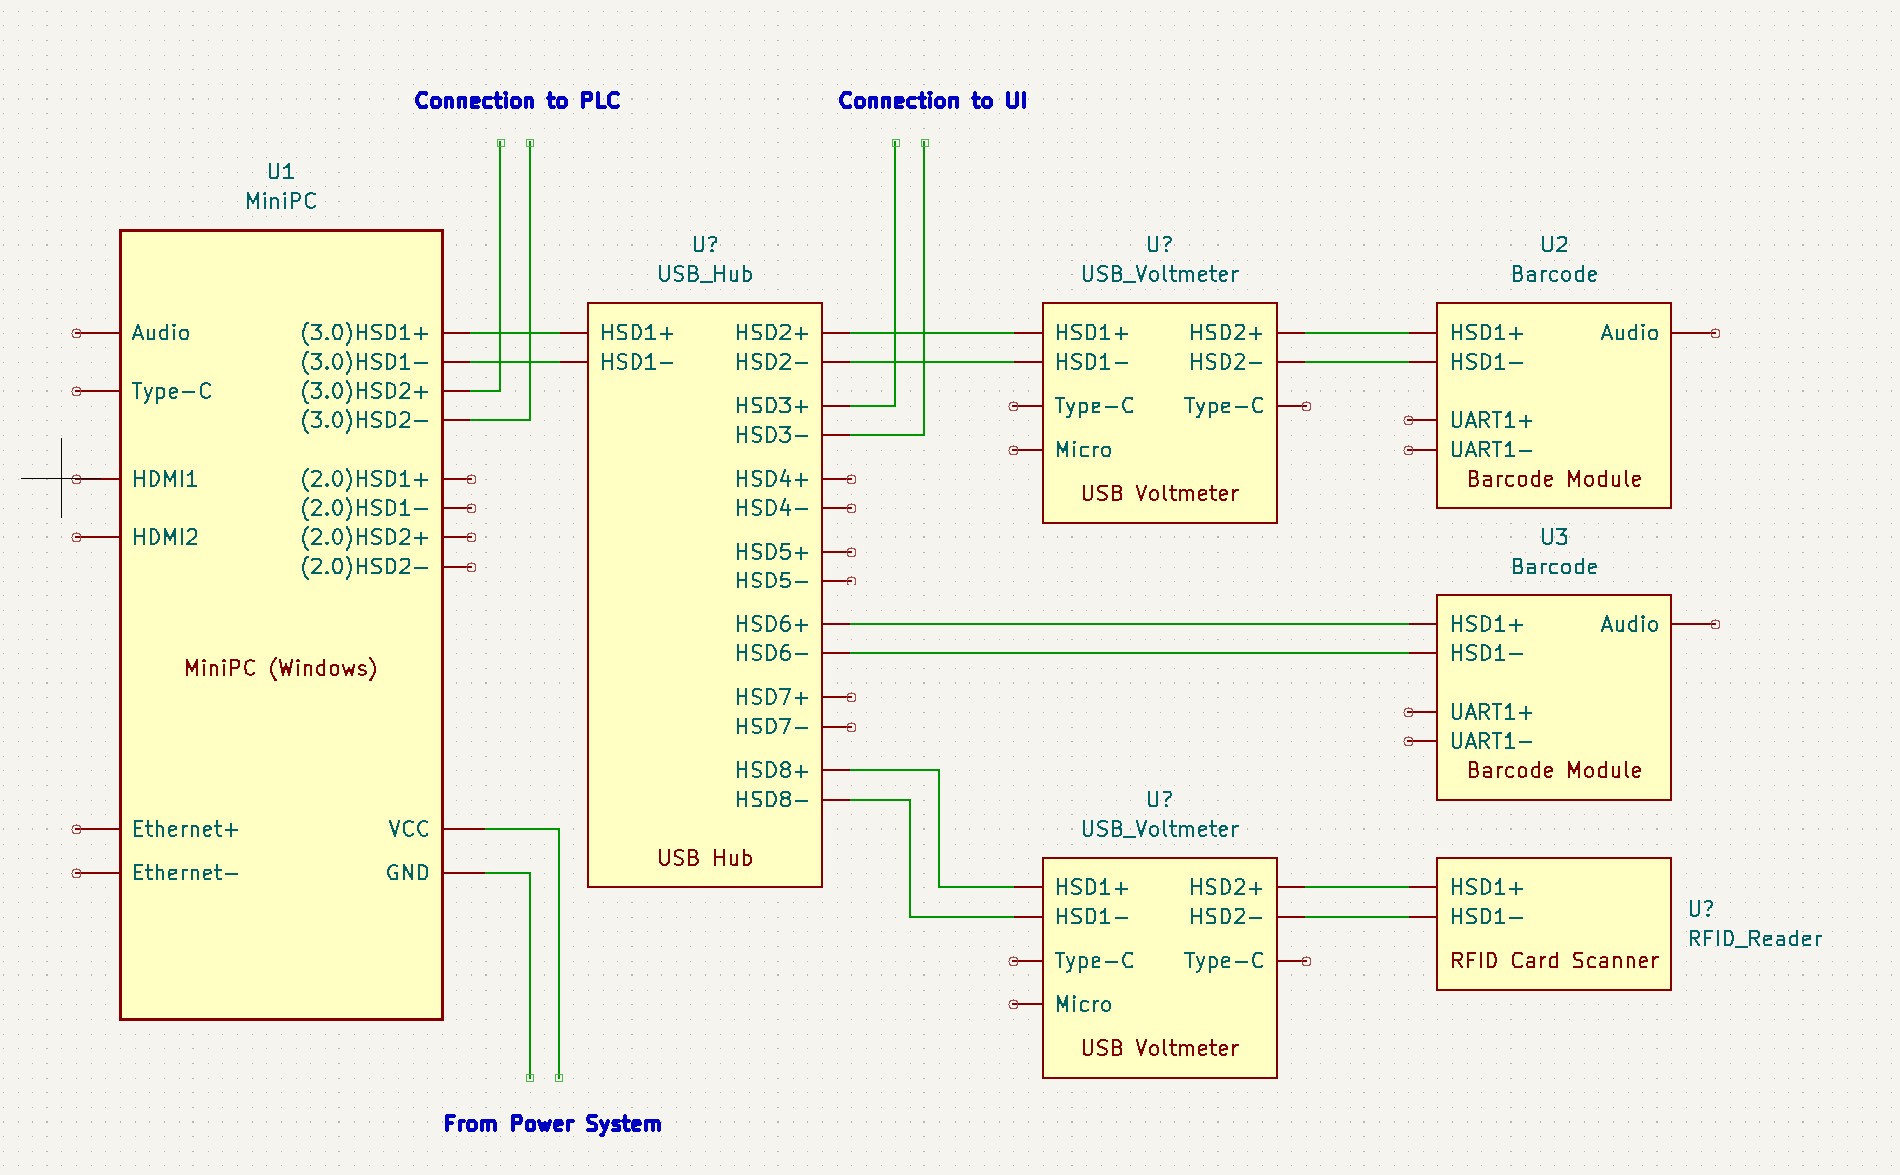 Connection to PLC
Connection to UI
U1
MiniPC
Audio
Type-C
HDMI1
HDMI2
(3.0)HSD1+
(3.0)HSD1-
(3.0)HSD2+
(3.0)HSD2-
(2.0)HSD1+
(2.0)HSD1-
(2.0)HSD2+
(2.0)HSD2-
MiniPC (Windows)
Ethernet+
Ethernet-
VCC
GND
From Power System
U?
USB_Hub
HSD1+
HSD1-
HSD2+
HSD2-
HSD3+
HSD3-
HSD4+
HSD4-
HSD5+
HSD5-
HSD6+
HSD6-
HSD7+
HSD7-
HSD8+
HSD8-
USB Hub
U?
USB_Voltmeter
HSD1+
HSD1-
Type-C
Micro
HSD2+
HSD2-
Type-C
USB Voltmeter
U2
Barcode
HSD1+
HSD1-
Audio
UART1+
UART1-
Barcode Module
U3
Barcode
HSD1+
HSD1-
Audio
UART1+
UART1-
Barcode Module
U?
USB_Voltmeter
HSD1+
HSD1-
Type-C
Micro
HSD2+
HSD2-
Type-C
USB Voltmeter
HSD1+
HSD1-
RFID Card Scanner
U?
RFID_Reader